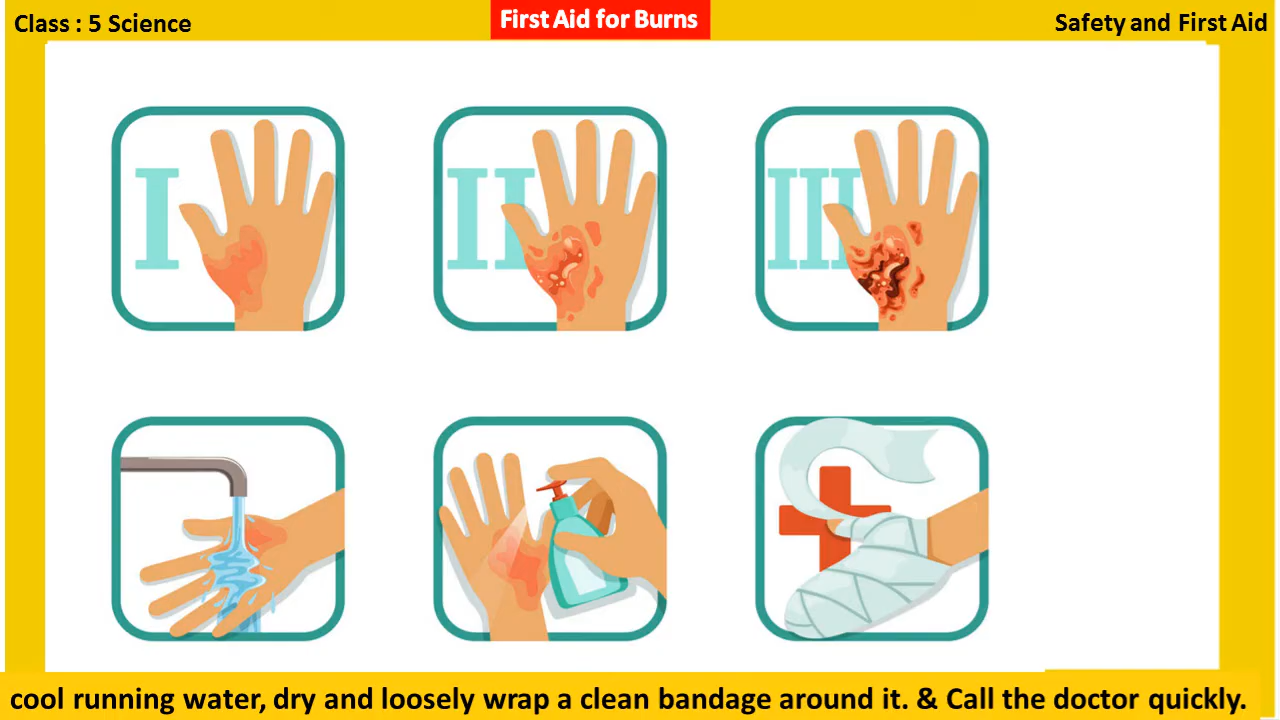 Class : 5 Science
First Aid for Burns
Safety and First Aid
I
II
III
cool running water, dry and loosely wrap a clean bandage around it. & Call the doctor quickly.